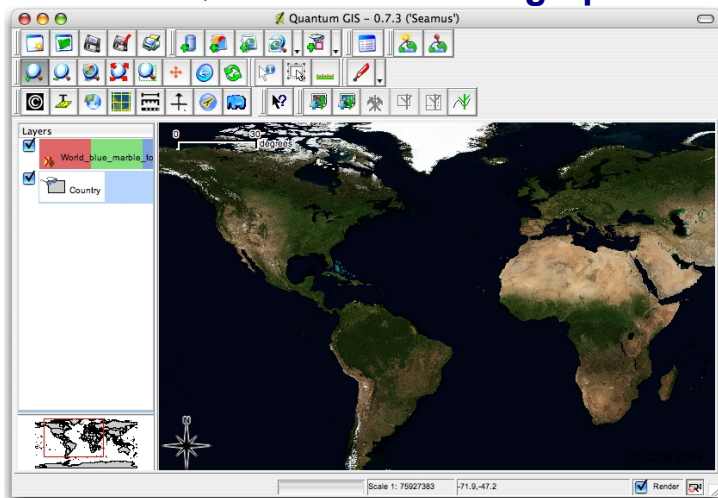 Quantum GIS - 0.7.3 ('Seamus')
Layers
World_blue_marble_to
Country
0 30
degrees
N
Scale 1: 75927383
-71.9,-47.2
Render